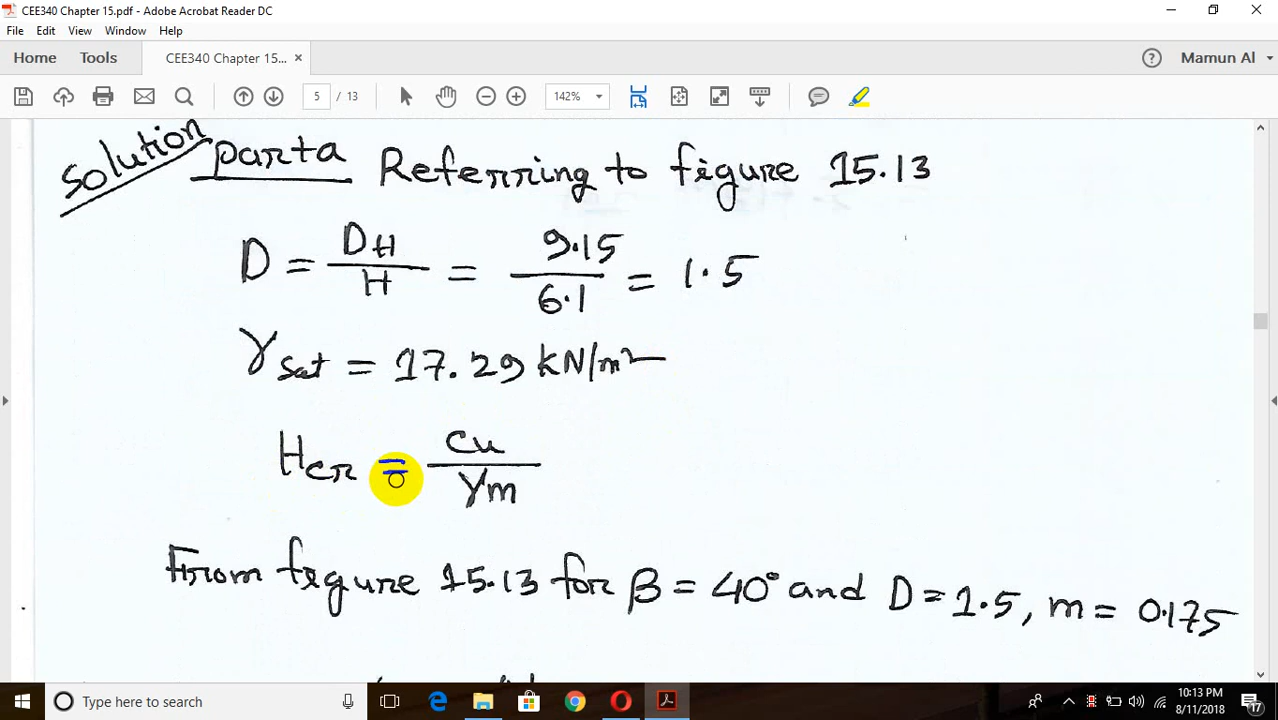 CEE340 Chapter 15.pdf - Adobe Acrobat Reader DC
File Edit View Window Help
Home Tools CEE340 Chapter 15... × Mamun Al
5 / 13 142%
Solution
part a Referring to figure 15.13
D = DH / H = 9.15 / 6.1 = 1.5
γsat = 17.29 kN/m²
Hcr = Cu / γm
From figure 15.13 for β = 40° and D = 1.5, m = 0.175
Type here to search
10:13 PM
8/11/2018
17